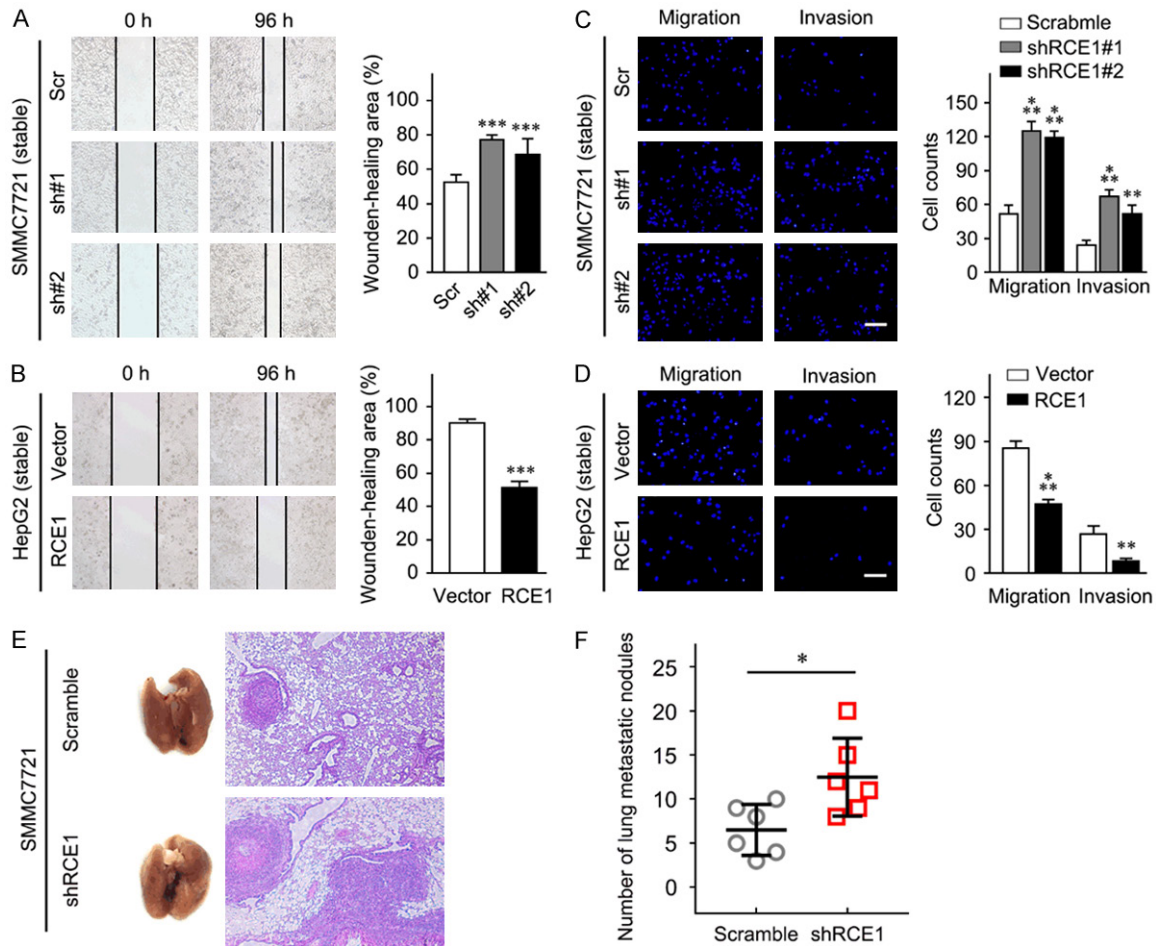 A
0 h
96 h
SMMC7721 (stable)
Scr
sh#1
sh#2
Wounden-healing area (%)
100
80
60
40
20
0
***
***
Scr
sh#1
sh#2
C
Migration
Invasion
SMMC7721 (stable)
Scr
sh#1
sh#2
Scrabmle
shRCE1#1
shRCE1#2
Cell counts
150
120
90
60
30
0
*
**
*
**
*
**
**
Migration Invasion
B
0 h
96 h
HepG2 (stable)
Vector
RCE1
Wounden-healing area (%)
100
80
60
40
20
0
***
Vector RCE1
D
Migration
Invasion
HepG2 (stable)
Vector
RCE1
Vector
RCE1
Cell counts
120
90
60
30
0
*
**
**
Migration Invasion
E
SMMC7721
Scramble
shRCE1
F
Number of lung metastatic nodules
25
20
15
10
5
0
*
Scramble shRCE1